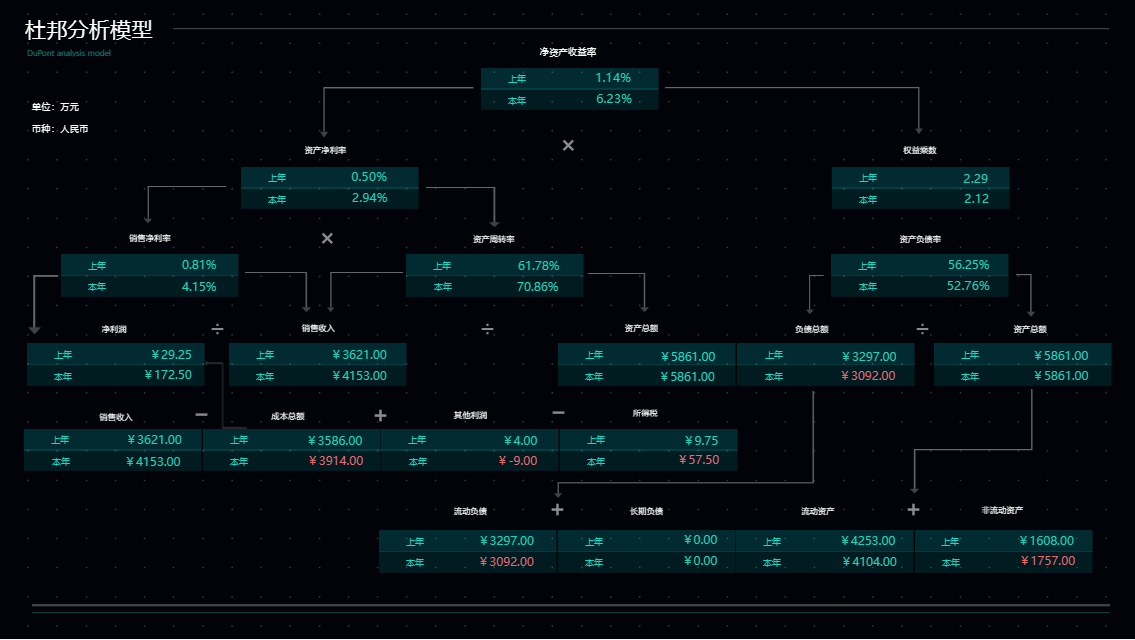 杜邦分析模型
DuPont analysis model
净资产收益率
上年 1.14%
本年 6.23%
单位：万元
币种：人民币
×
资产净利率 权益乘数
上年 0.50% 上年 2.29
本年 2.94% 本年 2.12
销售净利率 × 资产周转率 资产负债率
上年 0.81% 上年 61.78% 上年 56.25%
本年 4.15% 本年 70.86% 本年 52.76%
净利润 ÷ 销售收入 ÷ 资产总额 负债总额 ÷ 资产总额
上年 ￥29.25 上年 ￥3621.00 上年 ￥5861.00 上年 ￥3297.00 上年 ￥5861.00
本年 ￥172.50 本年 ￥4153.00 本年 ￥5861.00 本年 ￥3092.00 本年 ￥5861.00
销售收入 － 成本总额 ＋ 其他利润 － 所得税
上年 ￥3621.00 上年 ￥3586.00 上年 ￥4.00 上年 ￥9.75
本年 ￥4153.00 本年 ￥3914.00 本年 ￥-9.00 本年 ￥57.50
流动负债 ＋ 长期负债 流动资产 ＋ 非流动资产
上年 ￥3297.00 上年 ￥0.00 上年 ￥4253.00 上年 ￥1608.00
本年 ￥3092.00 本年 ￥0.00 本年 ￥4104.00 本年 ￥1757.00